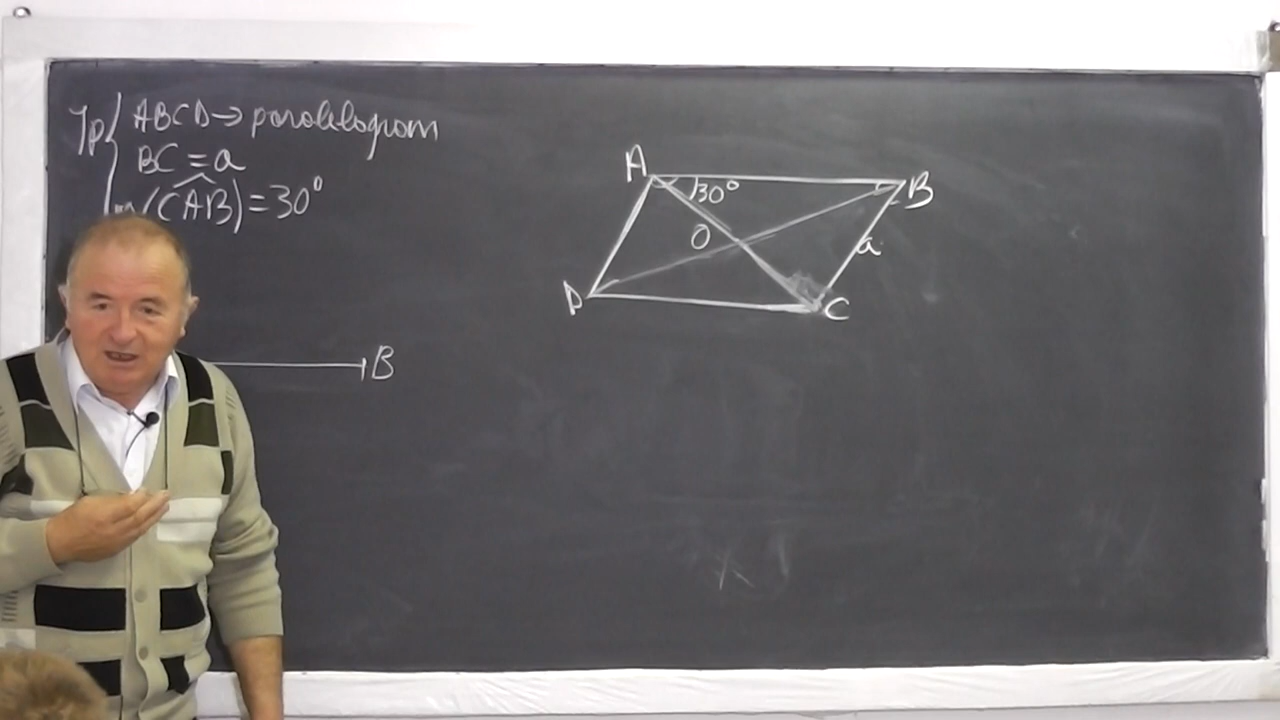 Ip { ABCD → paralelogram
BC = a
m(CAB) = 30°
B
A
30°
B
O
a
D
C